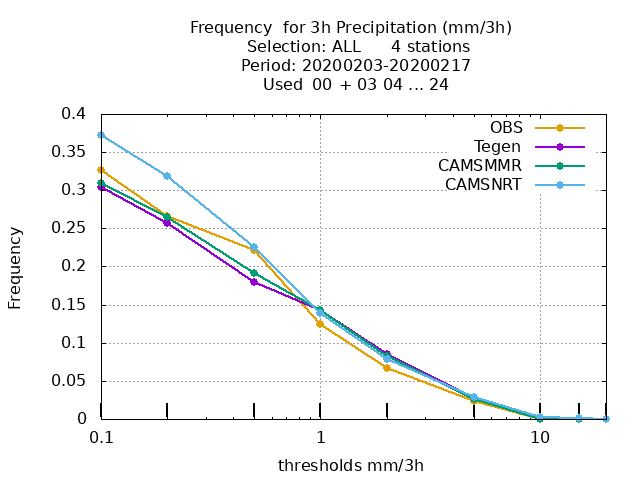 Frequency  for 3h Precipitation (mm/3h)
Selection: ALL      4 stations
Period: 20200203-20200217
Used  00  + 03 04 ... 24
OBS
Tegen
CAMSMMR
CAMSNRT
0.4
0.35
0.3
0.25
0.2
0.15
0.1
0.05
0
Frequency
0.1
1
10
thresholds mm/3h